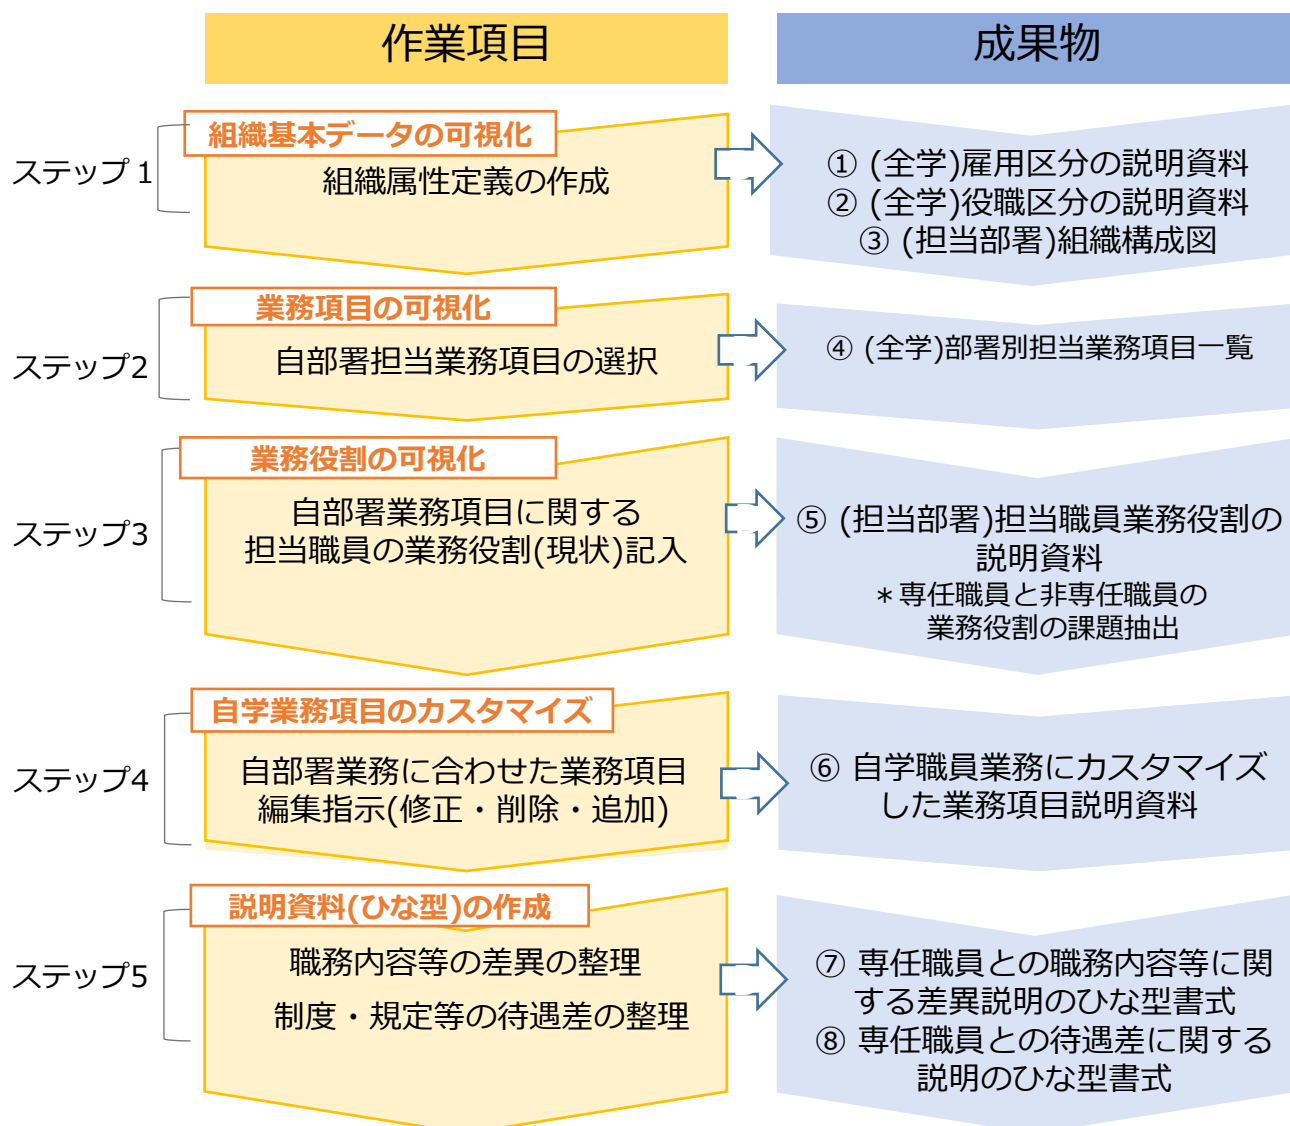 作業項目
成果物
ステップ1
組織基本データの可視化
組織属性定義の作成
① (全学)雇用区分の説明資料
② (全学)役職区分の説明資料
③ (担当部署)組織構成図
ステップ2
業務項目の可視化
自部署担当業務項目の選択
④ (全学)部署別担当業務項目一覧
ステップ3
業務役割の可視化
自部署業務項目に関する
担当職員の業務役割(現状)記入
⑤ (担当部署)担当職員業務役割の
説明資料
＊専任職員と非専任職員の
業務役割の課題抽出
ステップ4
自学業務項目のカスタマイズ
自部署業務に合わせた業務項目
編集指示(修正・削除・追加)
⑥ 自学職員業務にカスタマイズ
した業務項目説明資料
ステップ5
説明資料(ひな型)の作成
職務内容等の差異の整理
制度・規定等の待遇差の整理
⑦ 専任職員との職務内容等に関
する差異説明のひな型書式
⑧ 専任職員との待遇差に関する
説明のひな型書式